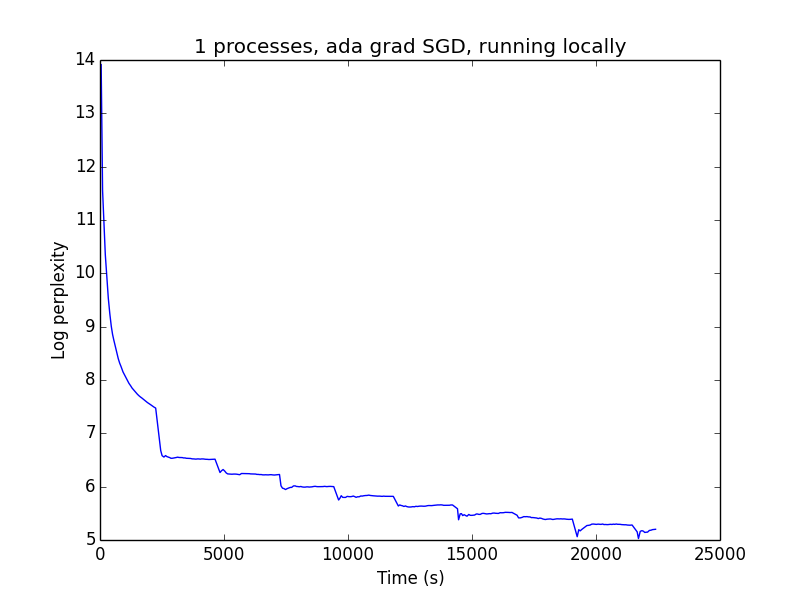 1 processes, ada grad SGD, running locally
Log perplexity
14
13
12
11
10
9
8
7
6
5
0 5000 10000 15000 20000 25000
Time (s)